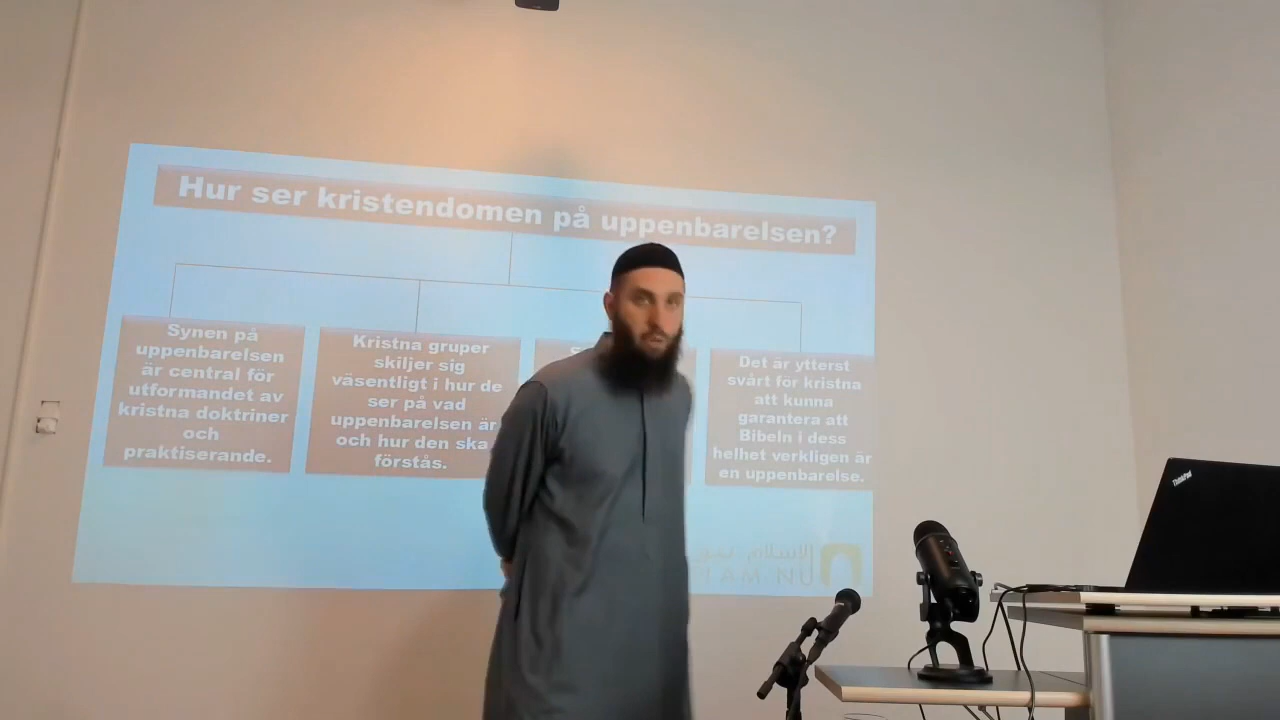 Hur ser kristendomen på uppenbarelsen?
Synen på
uppenbarelsen
är central för
utformandet av
kristna doktriner
och
praktiserande.
Kristna gruper
skiljer sig
väsentligt i hur de
ser på vad
uppenbarelsen är
och hur den ska
förstås.
Det är ytterst
svårt för kristna
att kunna
garantera att
Bibeln i dess
helhet verkligen är
en uppenbarelse.
ThinkPad